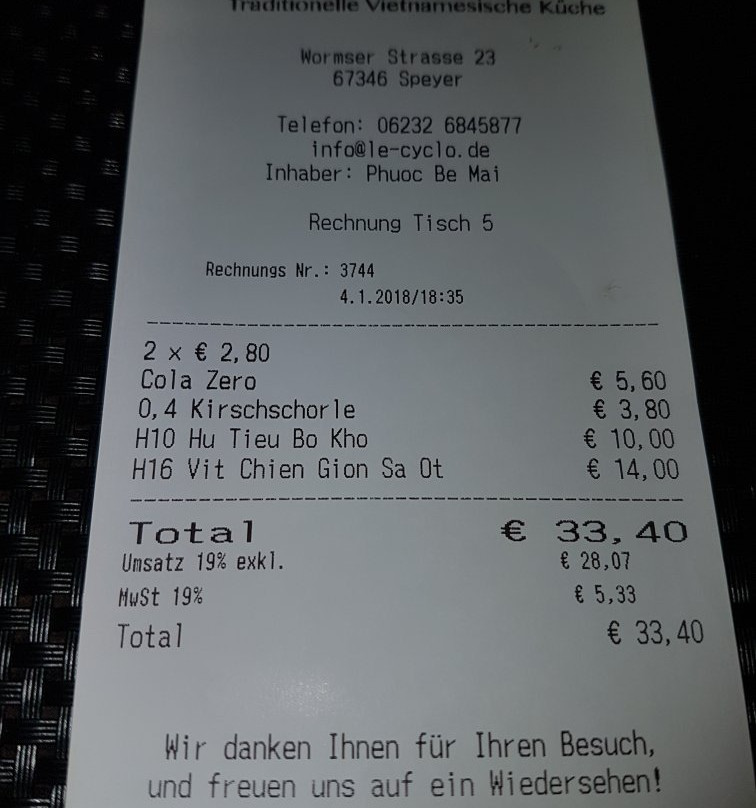 Traditionelle Vietnamesische Küche
Wormser Strasse 23
67346 Speyer
Telefon: 06232 6845877
info@le-cyclo.de
Inhaber: Phuoc Be Mai
Rechnung Tisch 5
Rechnungs Nr.: 3744
4.1.2018/18:35
2 x € 2,80
Cola Zero € 5,60
0,4 Kirschschorle € 3,80
H10 Hu Tieu Bo Kho € 10,00
H16 Vit Chien Gion Sa Ot € 14,00
Total € 33,40
Umsatz 19% exkl. € 28,07
MwSt 19% € 5,33
Total € 33,40
Wir danken Ihnen für Ihren Besuch,
und freuen uns auf ein Wiedersehen!